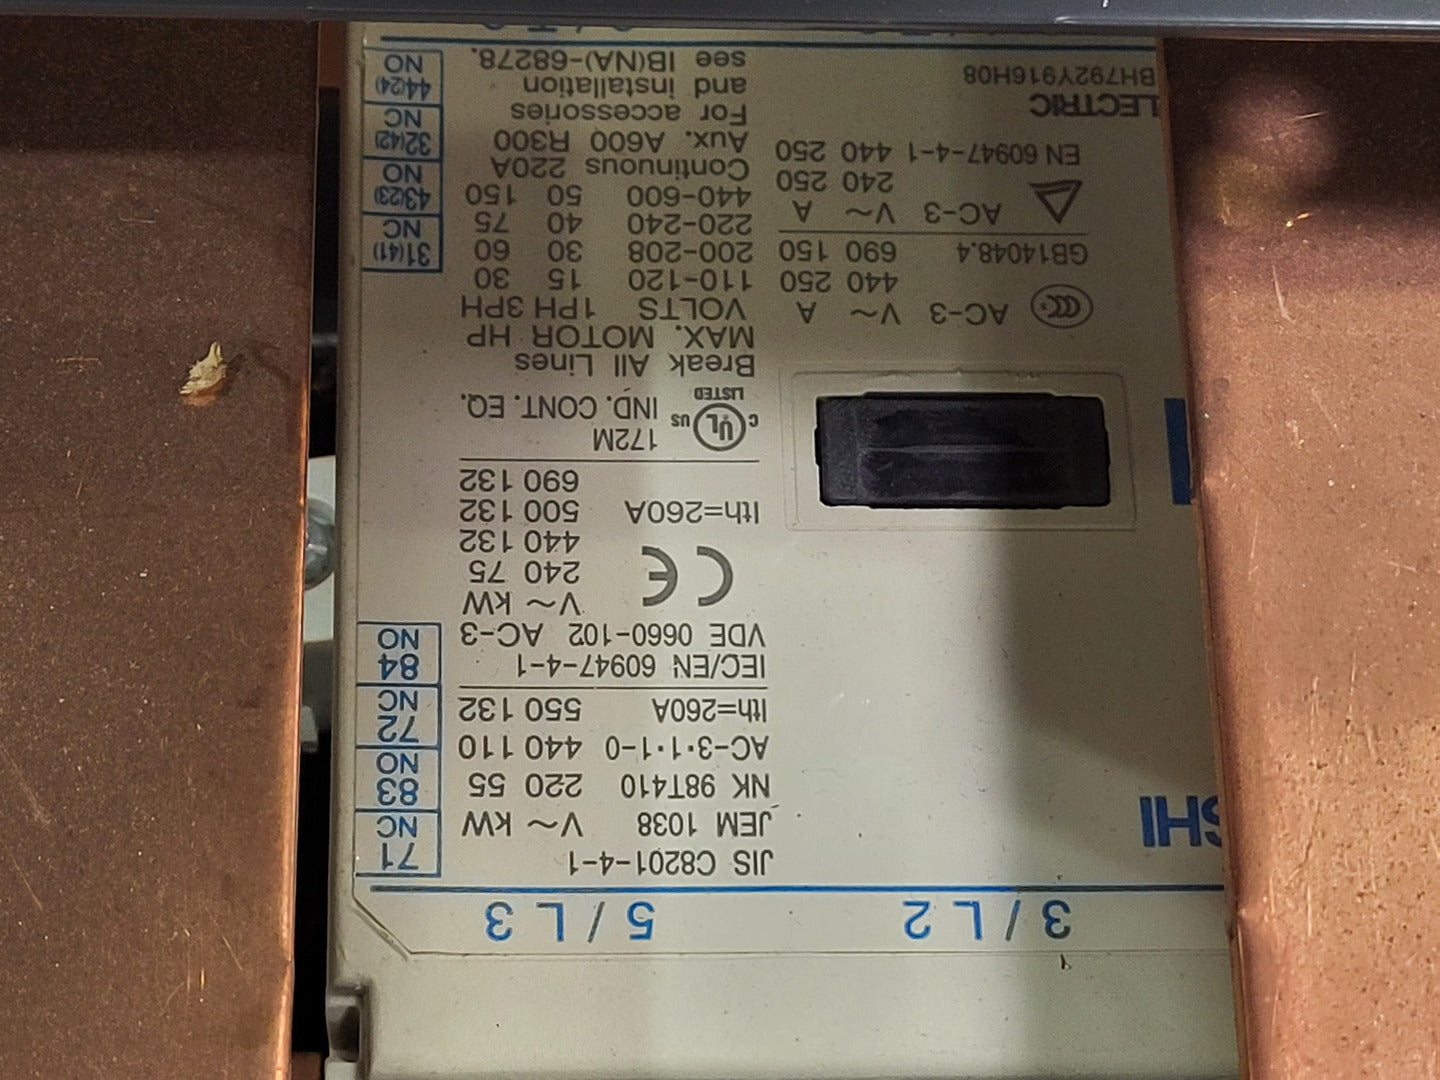 3/L2 5/L3
SHI
JIS C8201-4-1
JEM 1038 V~ kW
NK 98T410 220 55
AC-3·1·1-0 440 110
Ith=260A 550 132
IEC/EN 60947-4-1
VDE 0660-102 AC-3
V~ kW
240 75
440 132
Ith=260A 500 132
690 132
CE
172M
C UL US IND. CONT. EQ.
LISTED
Break All Lines
MAX. MOTOR HP
VOLTS 1PH 3PH
110-120 15 30
200-208 30 60
220-240 40 75
440-600 50 150
Continuous 220A
Aux. A600 R300
For accessories
and installation
see IB(NA)-68278.
71
NC
83
NO
72
NC
84
NO
31(41)
NC
43(23)
NO
32(42)
NC
44(24)
NO
CCC AC-3 V~ A
440 250
GB14048.4 690 150
AC-3 V~ A
240 250
EN 60947-4-1 440 250
LECTRIC
BH792Y916H08